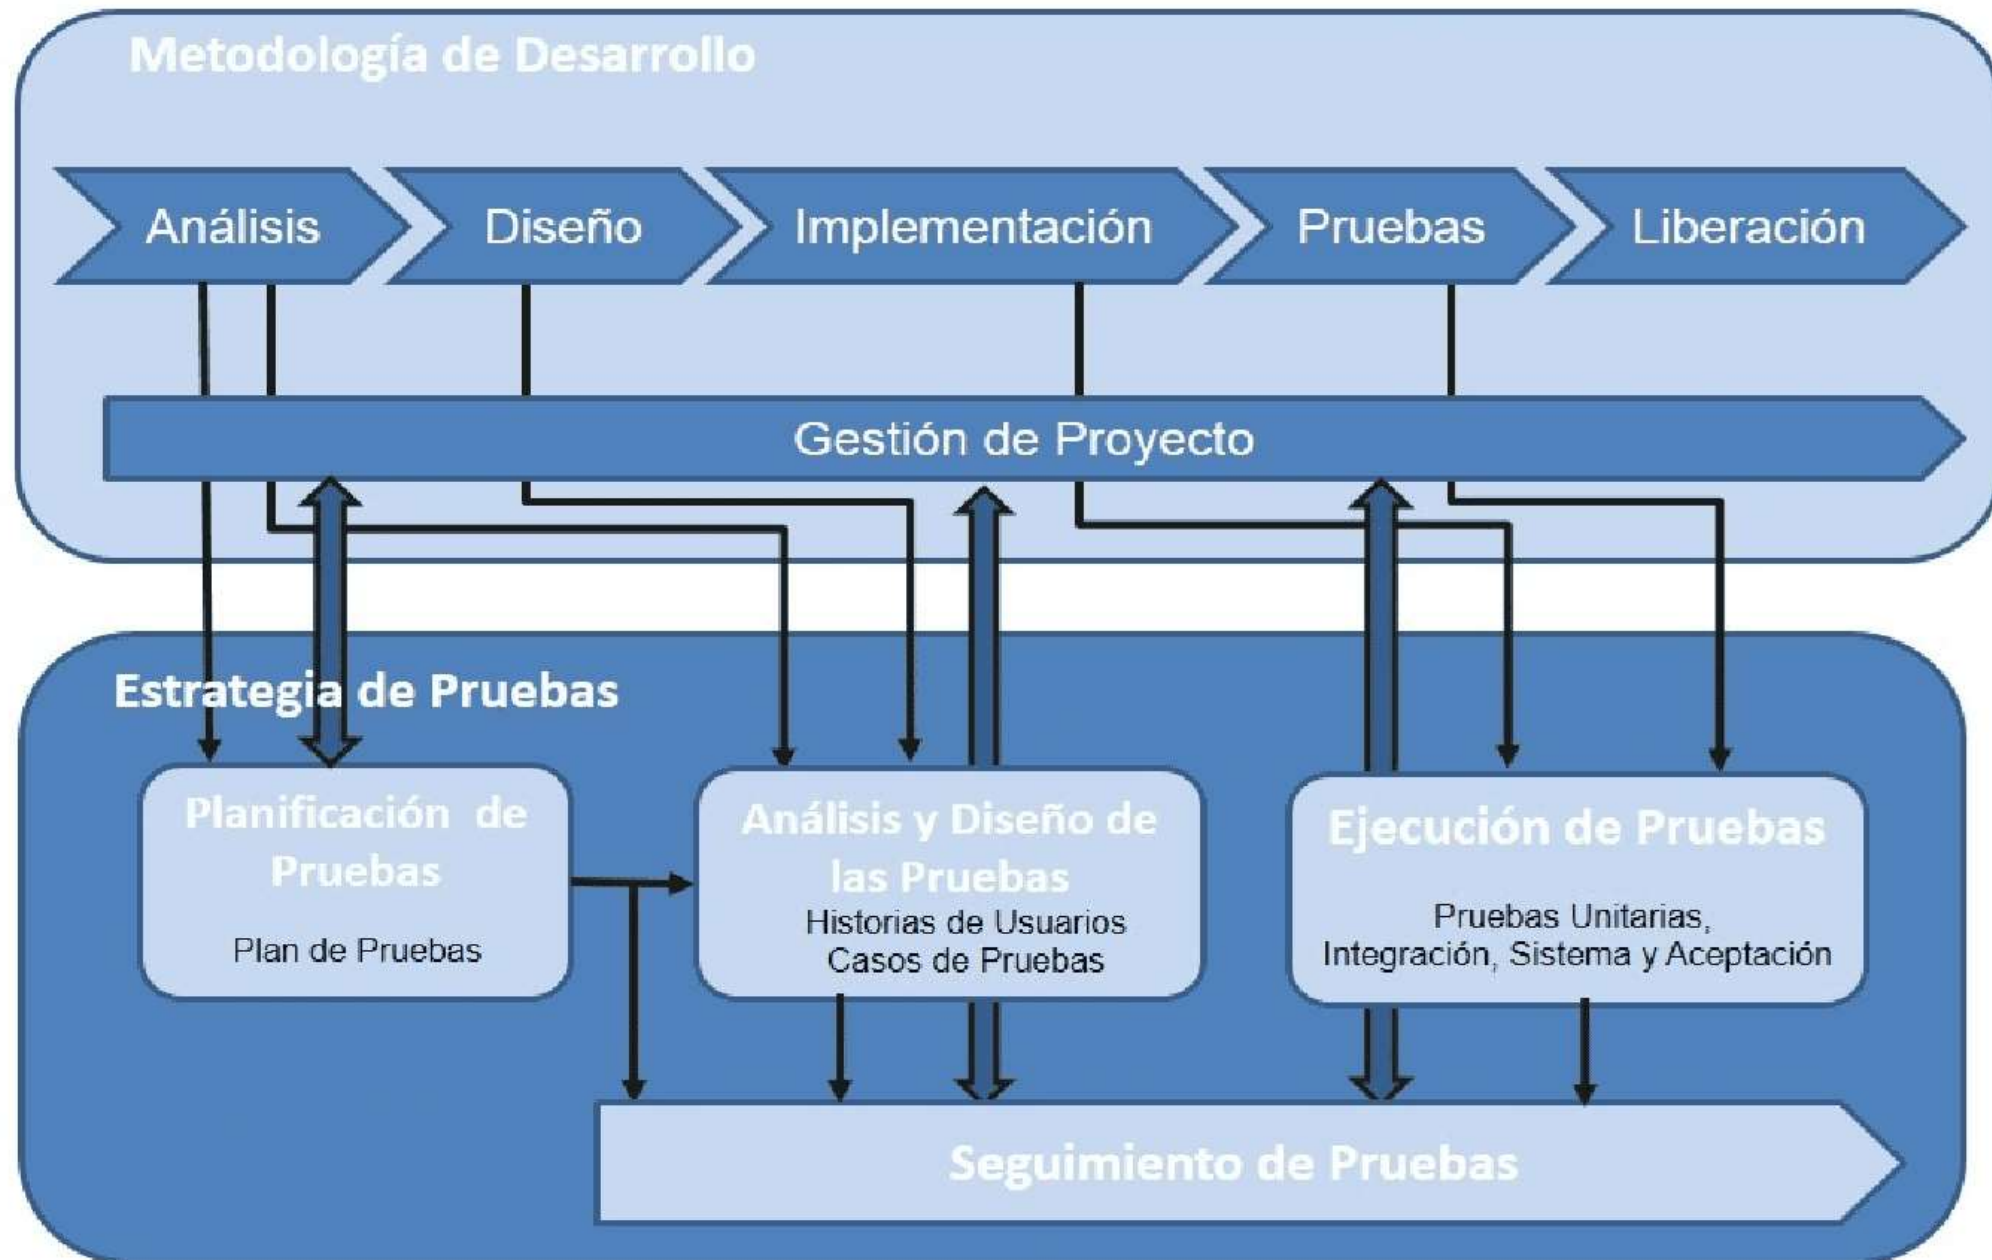 Metodología de Desarrollo
Análisis
Diseño
Implementación
Pruebas
Liberación
Gestión de Proyecto
Estrategia de Pruebas
Planificación de
Pruebas
Plan de Pruebas
Análisis y Diseño de
las Pruebas
Historias de Usuarios
Casos de Pruebas
Ejecución de Pruebas
Pruebas Unitarias,
Integración, Sistema y Aceptación
Seguimiento de Pruebas